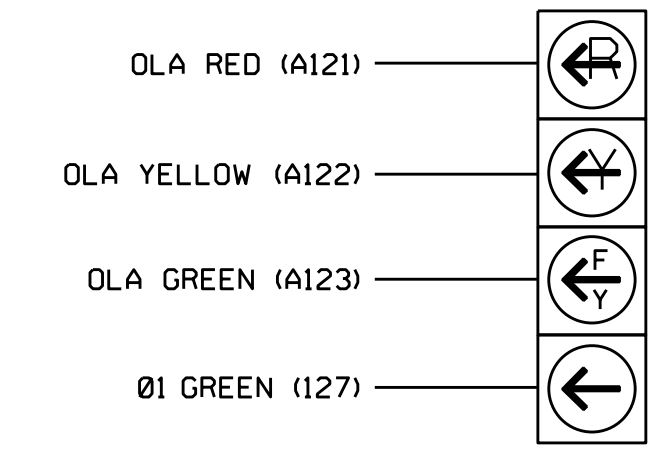 OLA RED (A121)
R
OLA YELLOW (A122)
Y
OLA GREEN (A123)
F
Y
Ø1 GREEN (127)